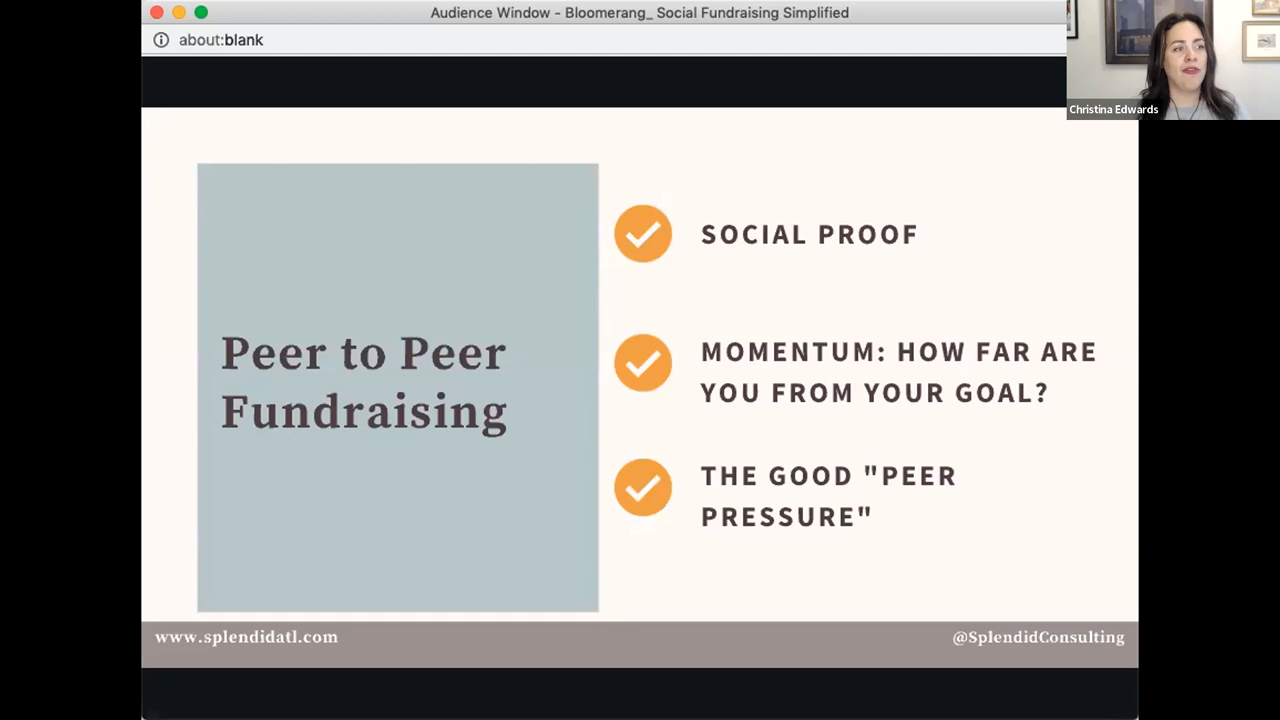 Audience Window - Bloomerang_ Social Fundraising Simplified
about:blank
Christina Edwards
SOCIAL PROOF
Peer to Peer
Fundraising
MOMENTUM: HOW FAR ARE
YOU FROM YOUR GOAL?
THE GOOD "PEER
PRESSURE"
www.splendidatl.com
@SplendidConsulting